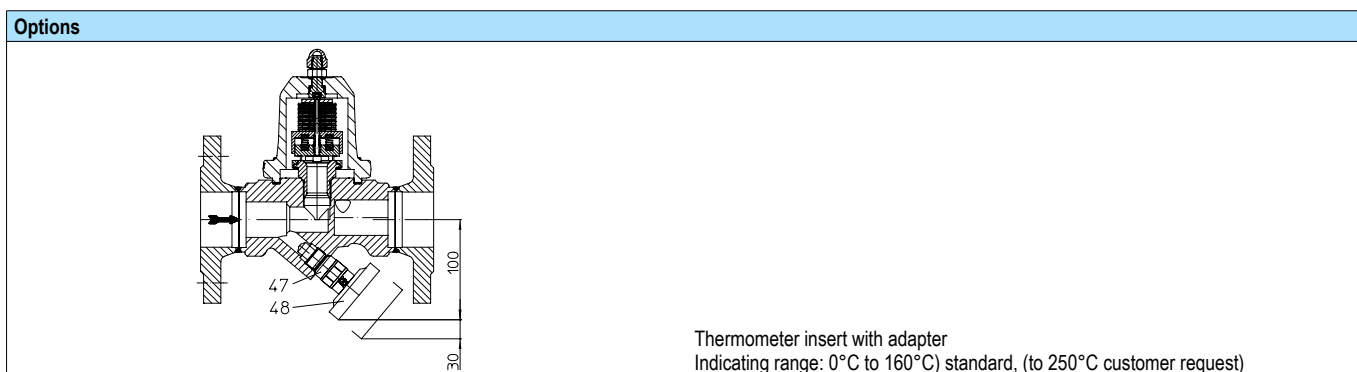 Options
47
48
100
30
Thermometer insert with adapter
Indicating range: 0°C to 160°C) standard, (to 250°C customer request)